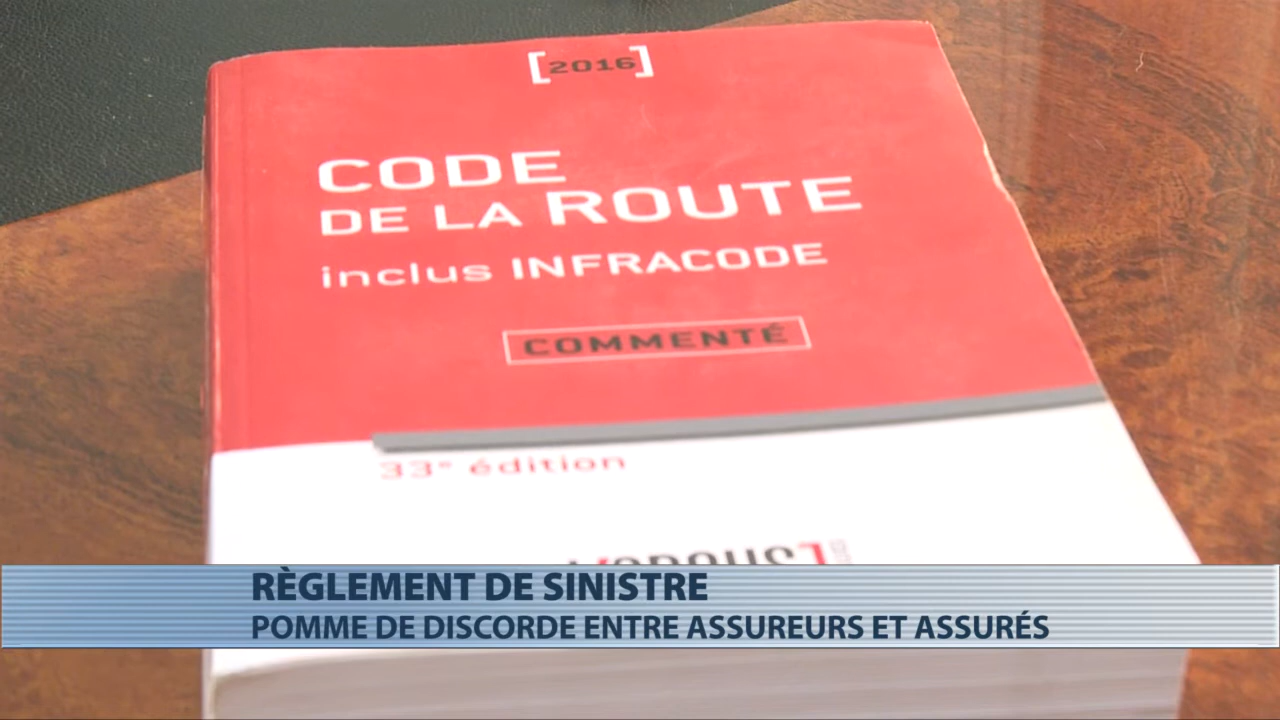 [2016]
CODE
DE LA ROUTE
inclus INFRACODE
COMMENTÉ
33e édition
RÈGLEMENT DE SINISTRE
POMME DE DISCORDE ENTRE ASSUREURS ET ASSURÉS